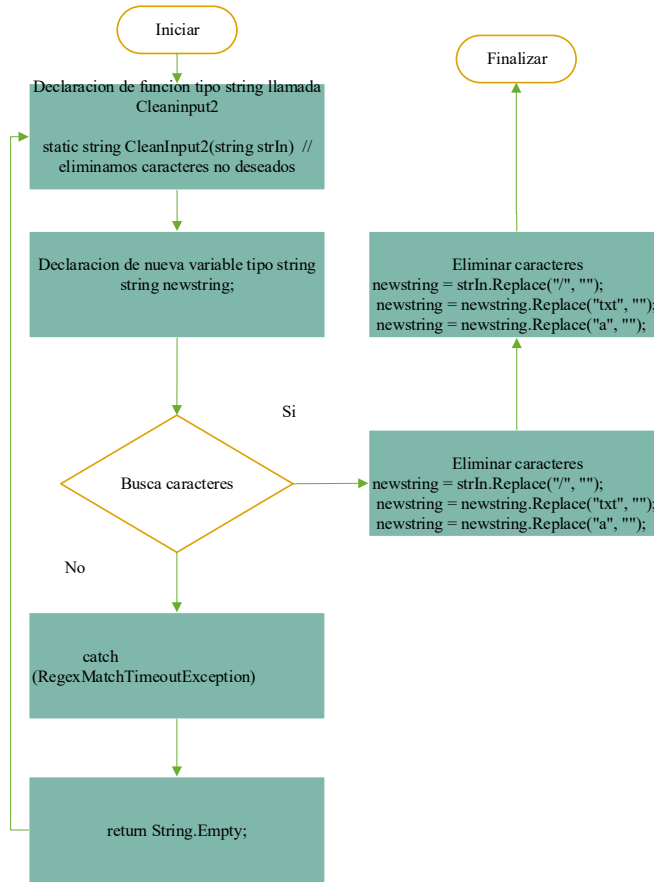 Iniciar
Declaracion de función tipo string llamada
Cleaninput2
static string CleanInput2(string strIn)  //
eliminamos caracteres no deseados
Declaracion de nueva variable tipo string
string newstring;
Busca caracteres
Si
No
catch
(RegexMatchTimeoutException)
return String.Empty;
Finalizar
Eliminar caracteres
newstring = strIn.Replace("/", "");
newstring = newstring.Replace("txt", "");
newstring = newstring.Replace("a", "");
Eliminar caracteres
newstring = strIn.Replace("/", "");
newstring = newstring.Replace("txt", "");
newstring = newstring.Replace("a", "");